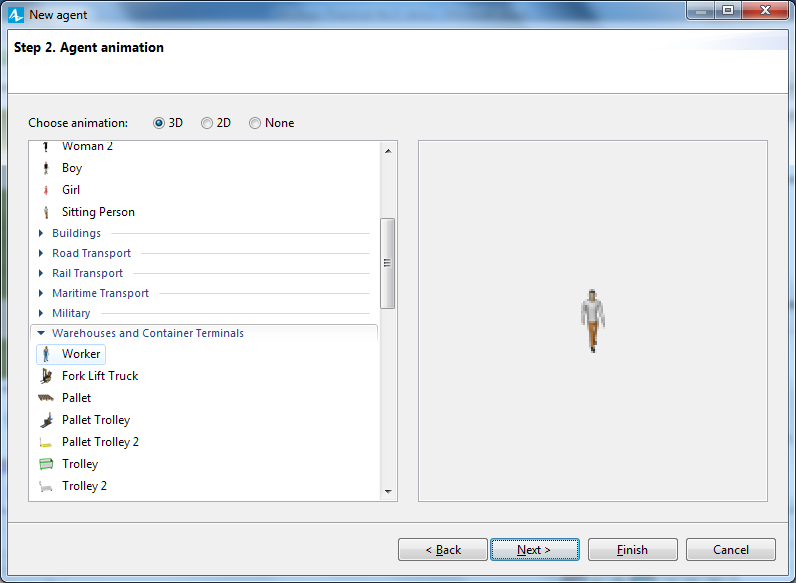 New agent
Step 2. Agent animation
Choose animation: 3D 2D None
Woman 2
Boy
Girl
Sitting Person
Buildings
Road Transport
Rail Transport
Maritime Transport
Military
Warehouses and Container Terminals
Worker
Fork Lift Truck
Pallet
Pallet Trolley
Pallet Trolley 2
Trolley
Trolley 2
< Back Next > Finish Cancel